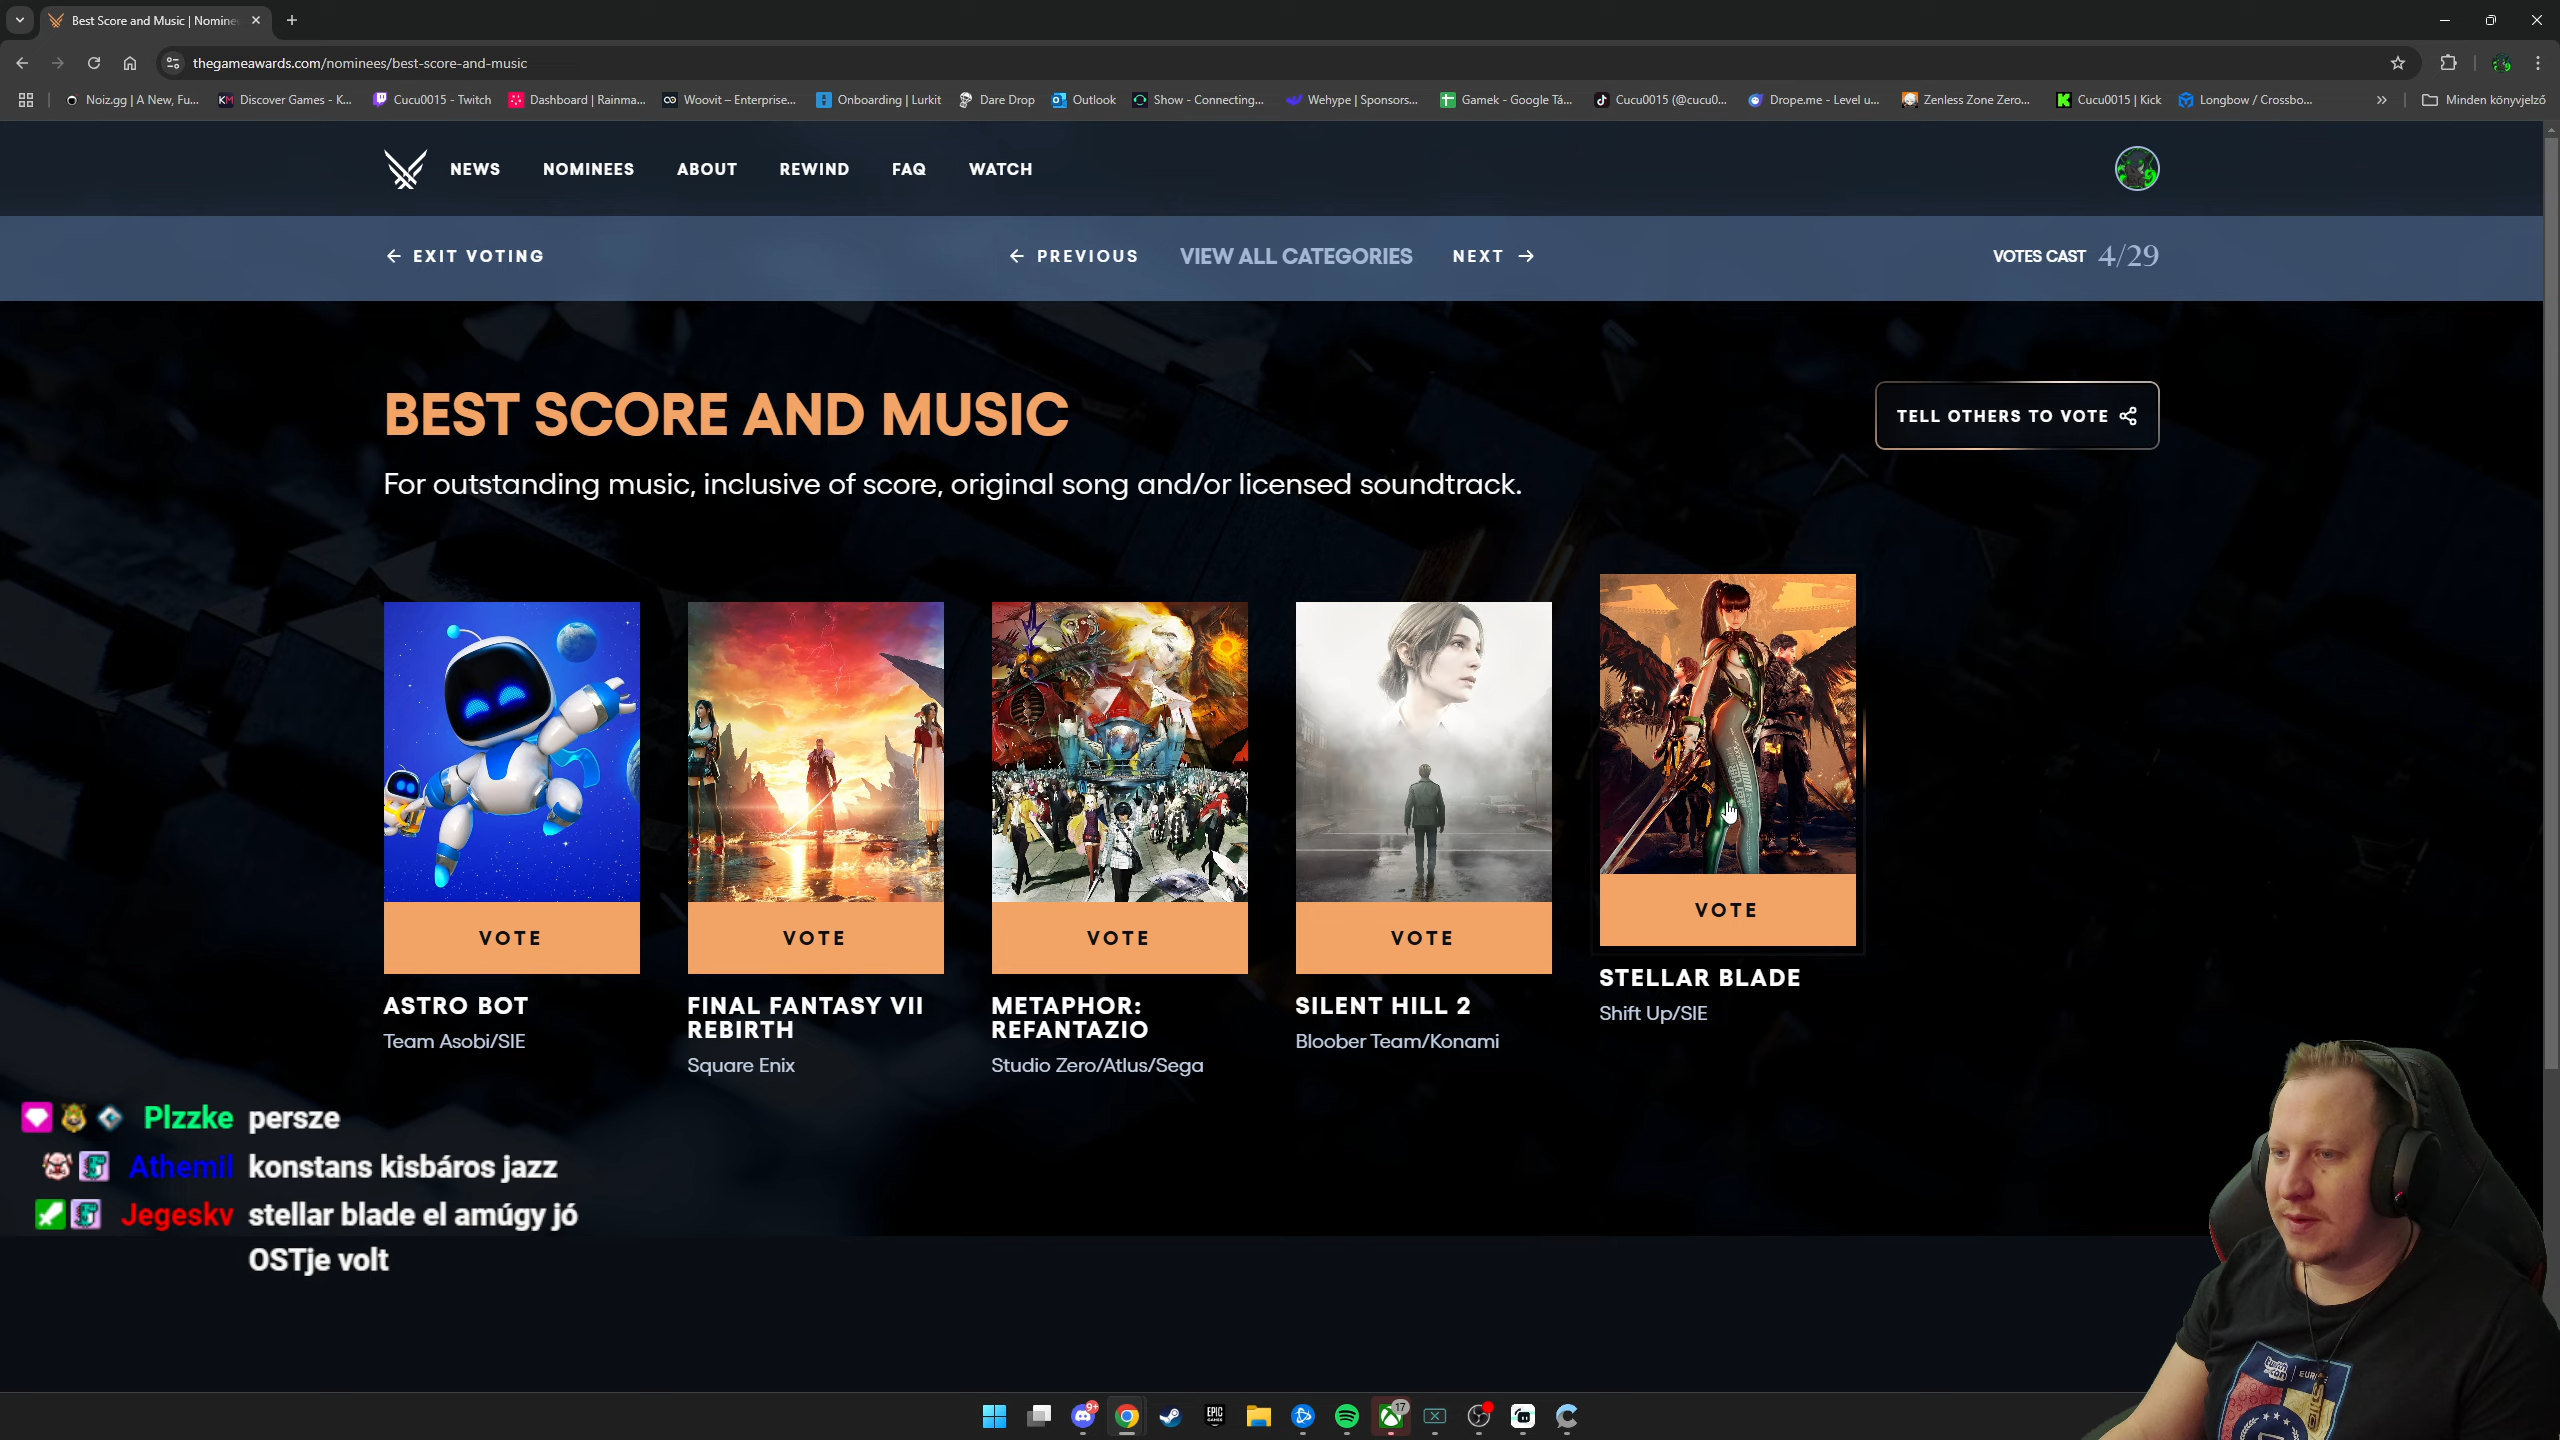 Best Score and Music | Nomine
thegameawards.com/nominees/best-score-and-music
Noiz.gg | A New, Fu... Discover Games - K... Cucu0015 - Twitch Dashboard | Rainma... Woovit – Enterprise... Onboarding | Lurkit Dare Drop Outlook Show - Connecting... Wehype | Sponsors... Gamek - Google Tá... Cucu0015 (@cucu0... Drope.me - Level u... Zenless Zone Zero... Cucu0015 | Kick Longbow / Crossbo... Minden könyvjelző
NEWS NOMINEES ABOUT REWIND FAQ WATCH
EXIT VOTING PREVIOUS VIEW ALL CATEGORIES NEXT VOTES CAST 4/29
BEST SCORE AND MUSIC
TELL OTHERS TO VOTE
For outstanding music, inclusive of score, original song and/or licensed soundtrack.
VOTE VOTE VOTE VOTE VOTE
ASTRO BOT
Team Asobi/SIE
FINAL FANTASY VII
REBIRTH
Square Enix
METAPHOR:
REFANTAZIO
Studio Zero/Atlus/Sega
SILENT HILL 2
Bloober Team/Konami
STELLAR BLADE
Shift Up/SIE
Plzzke persze
Athemil konstans kisbáros jazz
Jegeskv stellar blade el amúgy jó
OSTje volt
9+
EPIC
GAMES
17